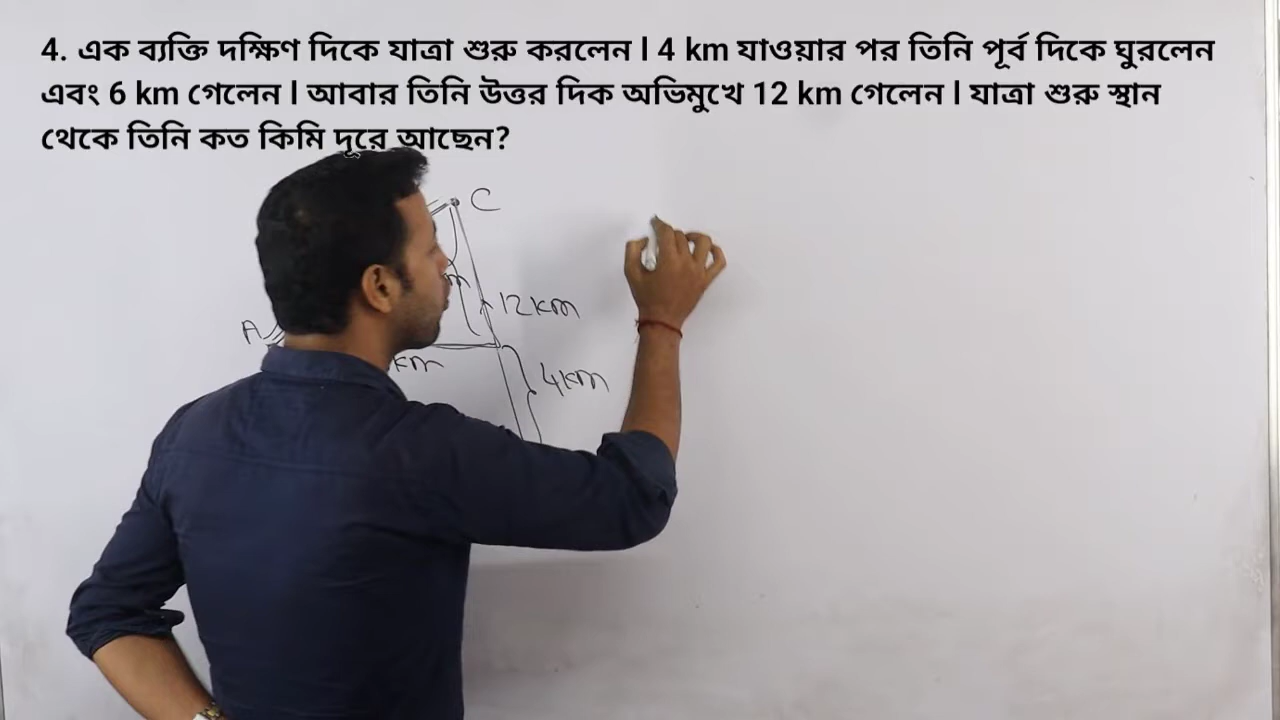 4. এক ব্যক্তি দক্ষিণ দিকে যাত্রা শুরু করলেন l 4 km যাওয়ার পর তিনি পূর্ব দিকে ঘুরলেন
এবং 6 km গেলেন l আবার তিনি উত্তর দিক অভিমুখে 12 km গেলেন l যাত্রা শুরু স্থান
থেকে তিনি কত কিমি দূরে আছেন?
C
12 km
A
km
4 km